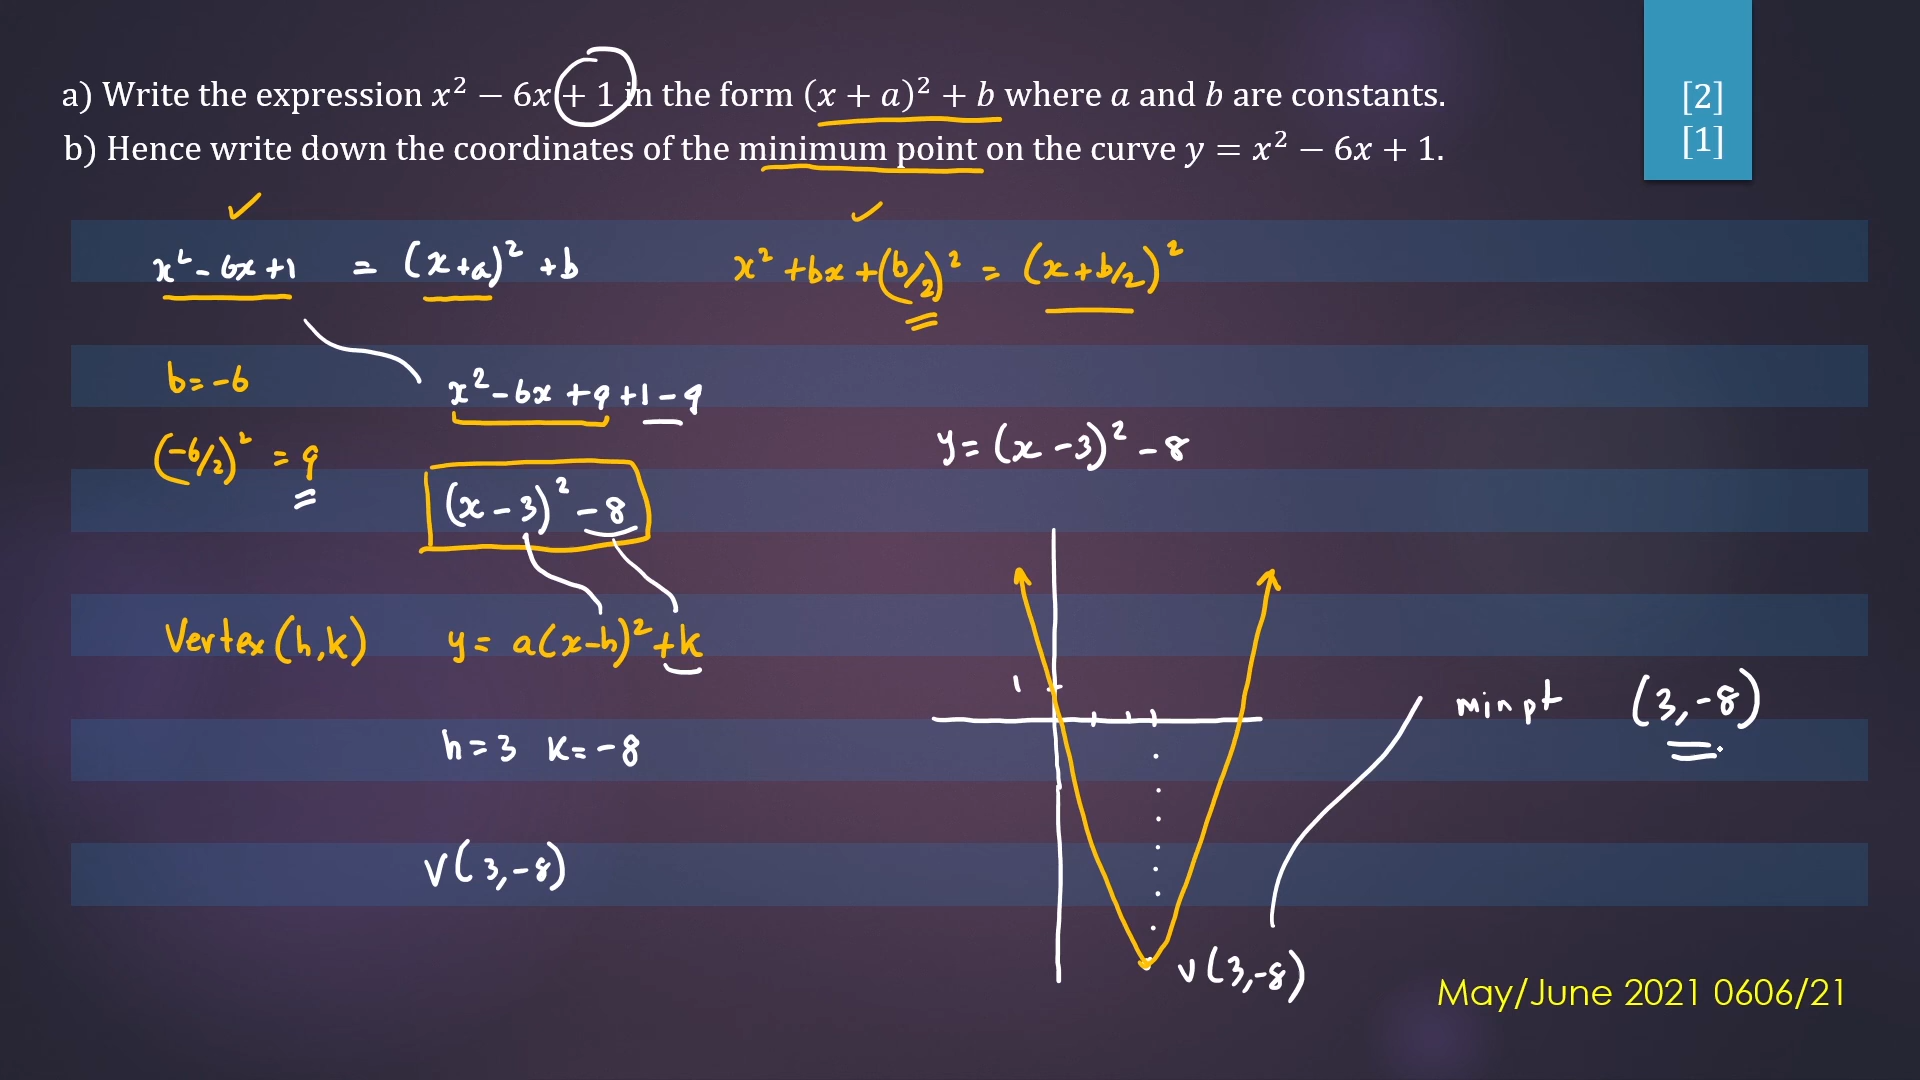 a) Write the expression x² − 6x + 1 in the form (x + a)² + b where a and b are constants.
[2]
b) Hence write down the coordinates of the minimum point on the curve y = x² − 6x + 1.
[1]
x² - 6x + 1 = (x+a)² + b
x² + bx + (b/2)² = (x + b/2)²
b = -6
x² - 6x + 9 + 1 - 9
(-6/2)² = 9
y = (x - 3)² - 8
(x - 3)² - 8
Vertex (h, k)
y = a(x-h)² + k
1
min pt (3, -8)
h = 3 k = -8
V(3, -8)
V(3, -8)
May/June 2021 0606/21